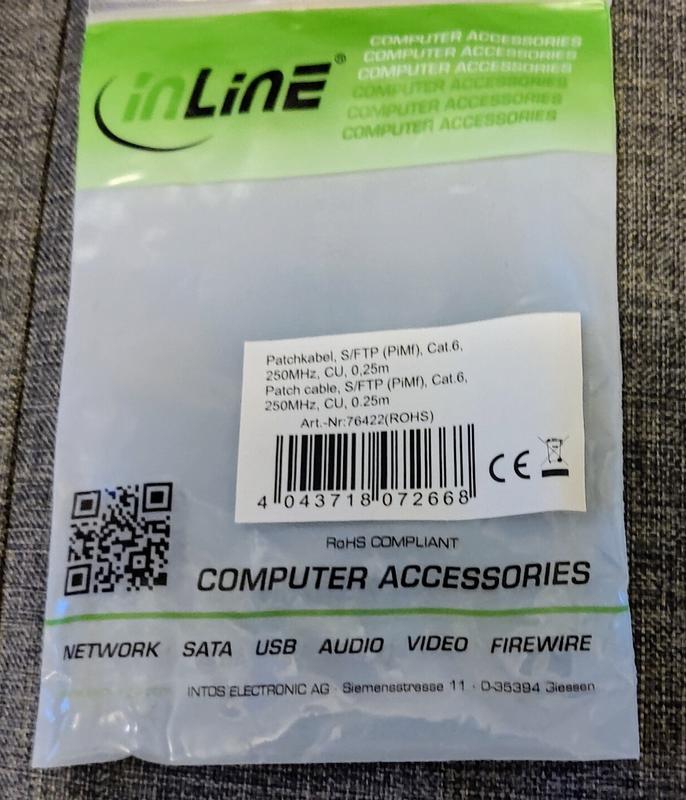 inLine®
COMPUTER ACCESSORIES
COMPUTER ACCESSORIES
COMPUTER ACCESSORIES
COMPUTER ACCESSORIES
COMPUTER ACCESSORIES
COMPUTER ACCESSORIES
Patchkabel, S/FTP (PiMf), Cat.6,
250MHz, CU, 0,25m
Patch cable, S/FTP (PiMf), Cat.6,
250MHz, CU, 0.25m
Art.-Nr:76422(ROHS)
4 043718 072668
CE
RoHS COMPLIANT
COMPUTER ACCESSORIES
NETWORK SATA USB AUDIO VIDEO FIREWIRE
INTOS ELECTRONIC AG · Siemensstrasse 11 · D-35394 Giessen